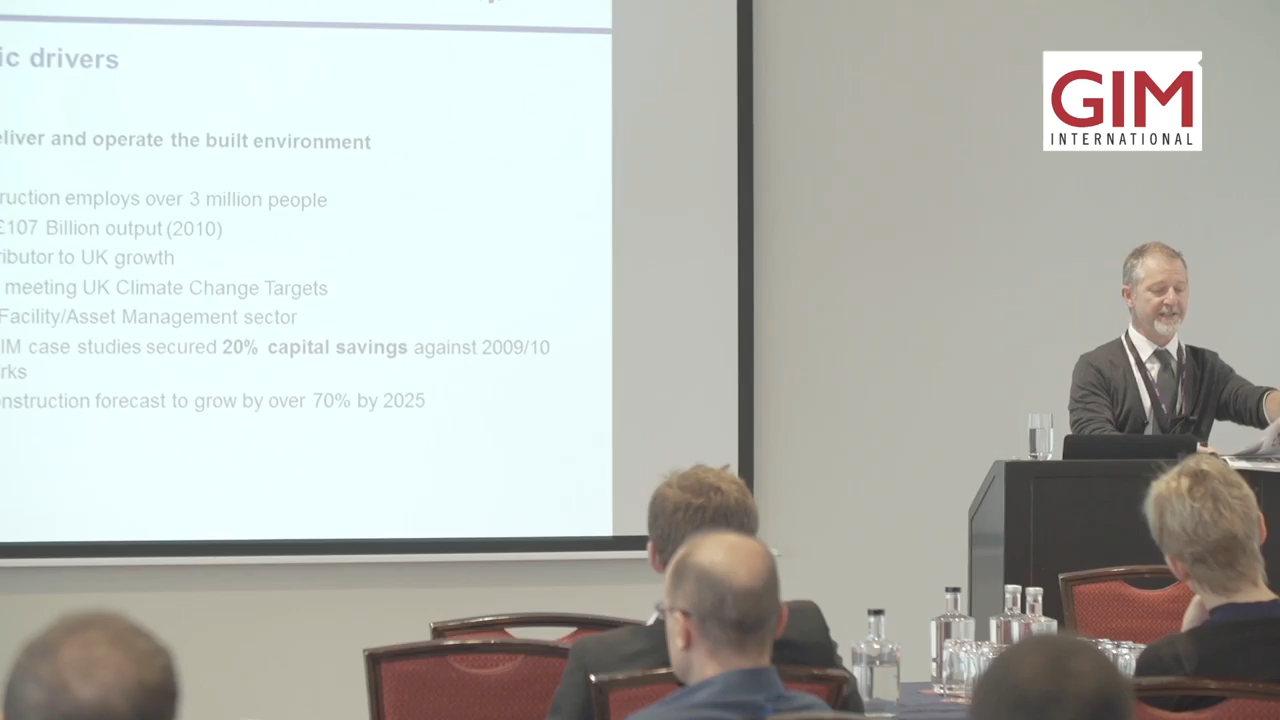 ic drivers
eliver and operate the built environment
ruction employs over 3 million people
£107 Billion output (2010)
ributor to UK growth
meeting UK Climate Change Targets
Facility/Asset Management sector
IM case studies secured 20% capital savings against 2009/10
rks
nstruction forecast to grow by over 70% by 2025
GIM
INTERNATIONAL